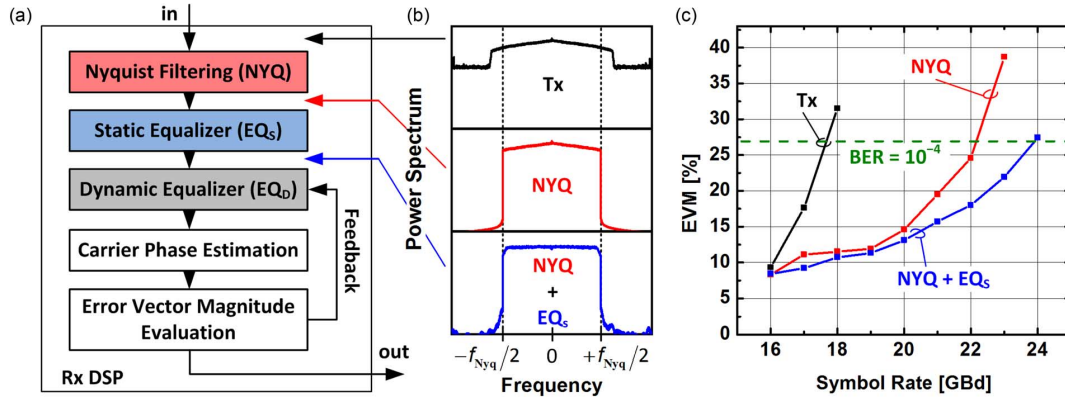 (a)
in
Nyquist Filtering (NYQ)
Static Equalizer (EQS)
Dynamic Equalizer (EQD)
Carrier Phase Estimation
Error Vector Magnitude
Evaluation
Feedback
out
Rx DSP
(b)
Power Spectrum
Tx
NYQ
NYQ
+
EQs
−fNyq/2 0 +fNyq/2
Frequency
(c)
EVM [%]
40
35
30
25
20
15
10
5
0
Tx
NYQ
BER = 10⁻⁴
NYQ + EQs
16 18 20 22 24
Symbol Rate [GBd]